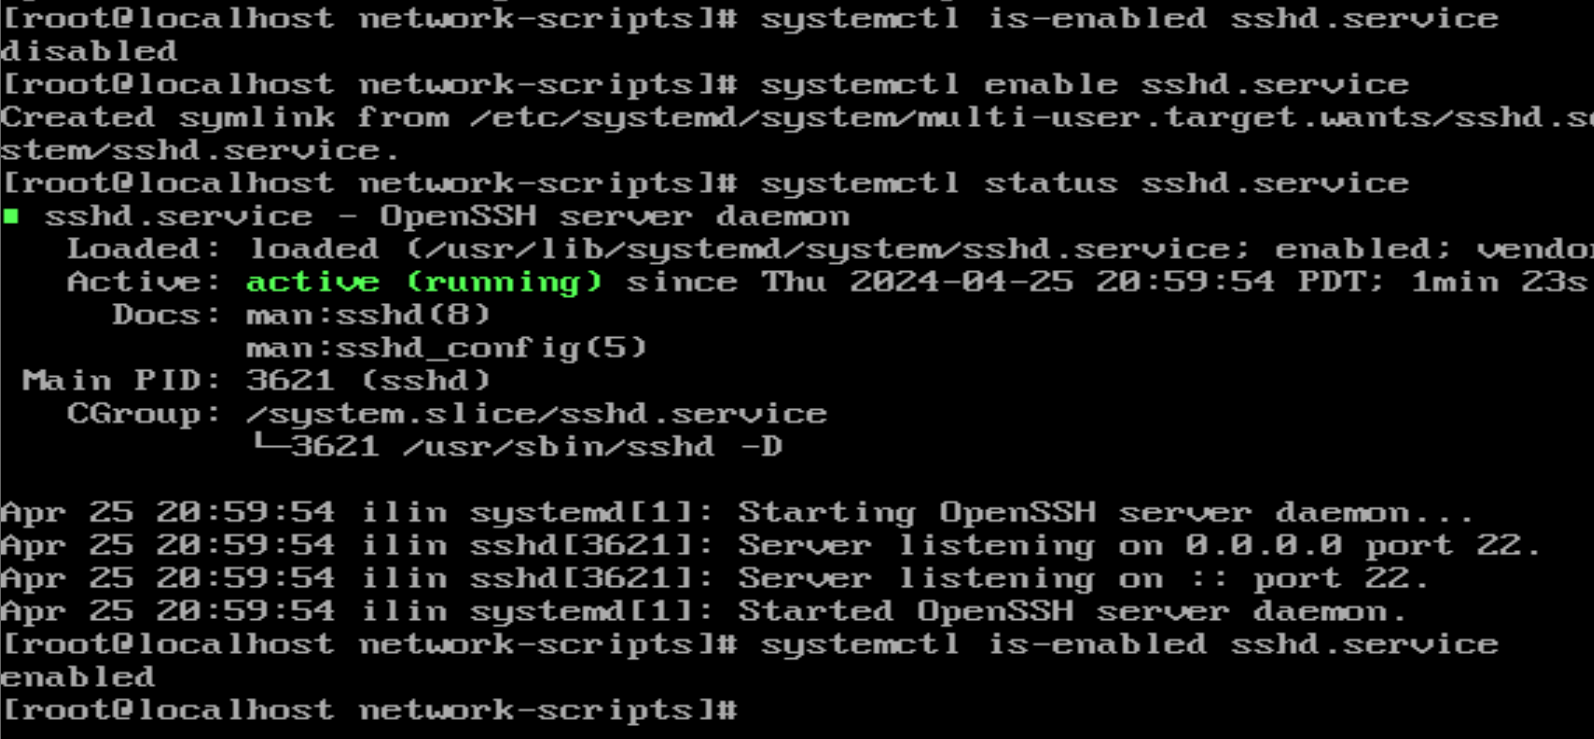 [root@localhost network-scripts]# systemctl is-enabled sshd.service
disabled
[root@localhost network-scripts]# systemctl enable sshd.service
Created symlink from /etc/systemd/system/multi-user.target.wants/sshd.se
stem/sshd.service.
[root@localhost network-scripts]# systemctl status sshd.service
■ sshd.service - OpenSSH server daemon
   Loaded: loaded (/usr/lib/systemd/system/sshd.service; enabled; vendo
   Active: active (running) since Thu 2024-04-25 20:59:54 PDT; 1min 23s
     Docs: man:sshd(8)
           man:sshd_config(5)
 Main PID: 3621 (sshd)
   CGroup: /system.slice/sshd.service
           └─3621 /usr/sbin/sshd -D
Apr 25 20:59:54 ilin systemd[1]: Starting OpenSSH server daemon...
Apr 25 20:59:54 ilin sshd[3621]: Server listening on 0.0.0.0 port 22.
Apr 25 20:59:54 ilin sshd[3621]: Server listening on :: port 22.
Apr 25 20:59:54 ilin systemd[1]: Started OpenSSH server daemon.
[root@localhost network-scripts]# systemctl is-enabled sshd.service
enabled
[root@localhost network-scripts]#